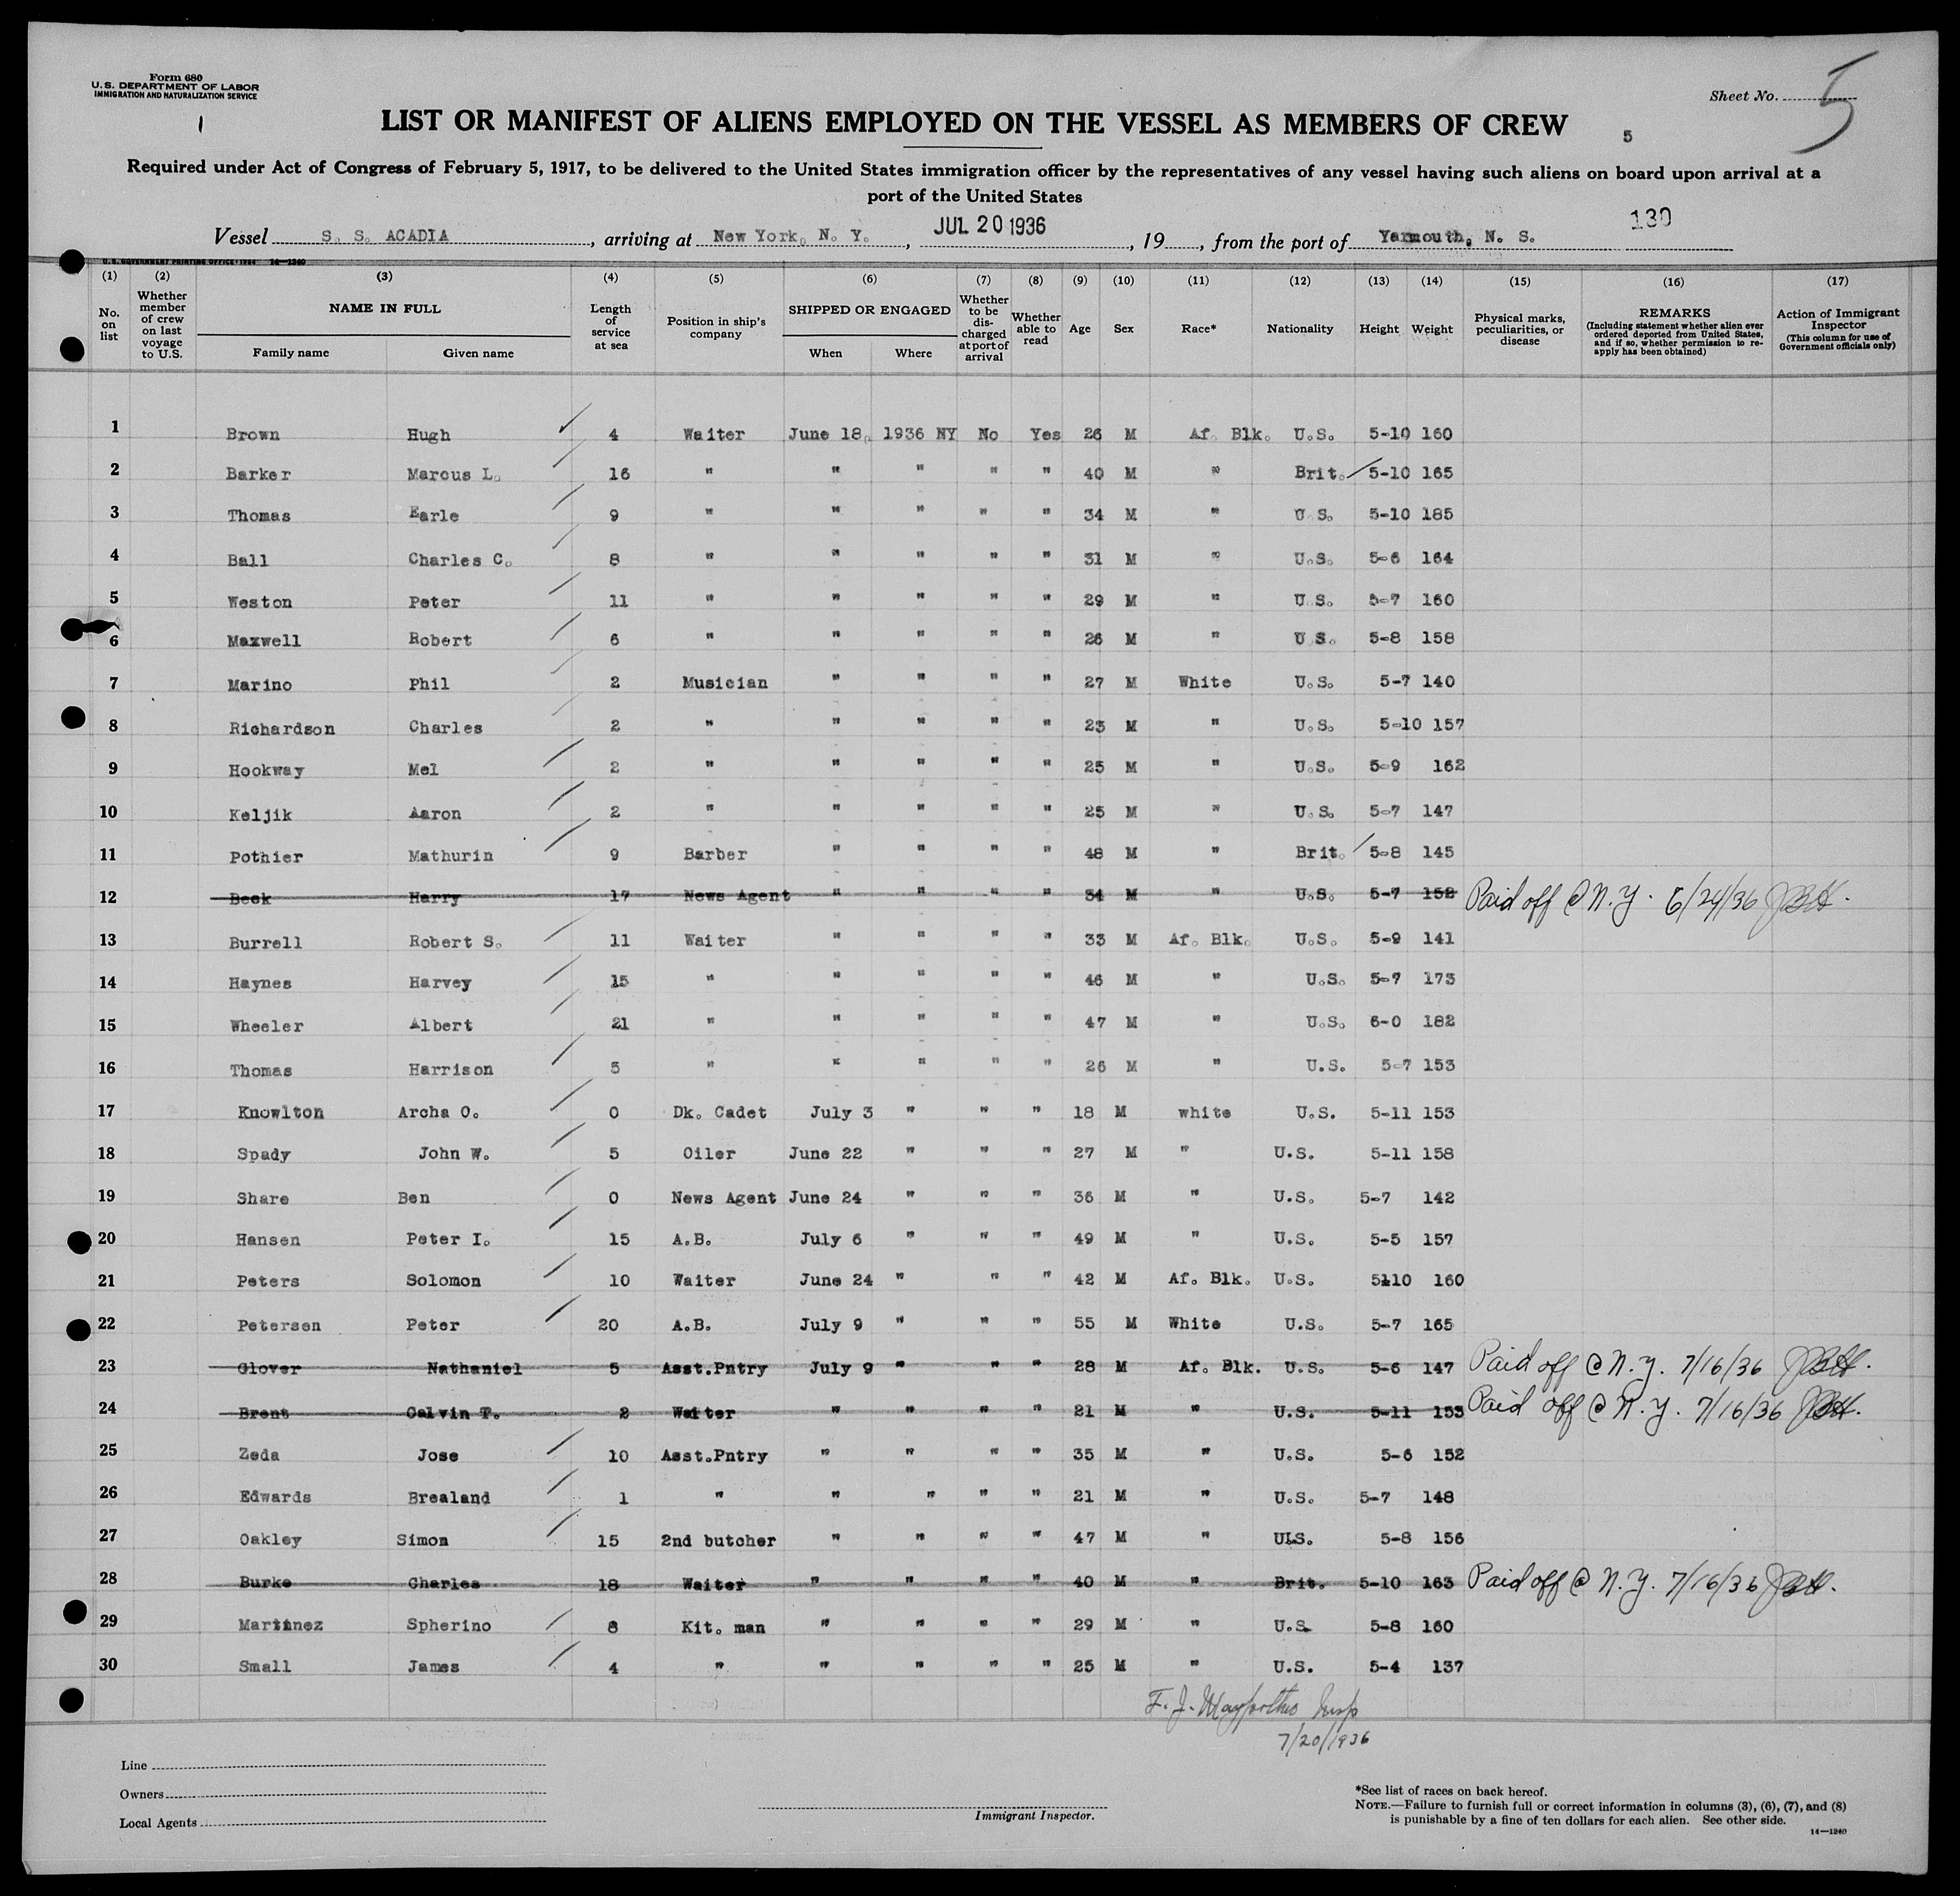 Form 680
U.S. DEPARTMENT OF LABOR
IMMIGRATION AND NATURALIZATION SERVICE
1
Sheet No. 5
LIST OR MANIFEST OF ALIENS EMPLOYED ON THE VESSEL AS MEMBERS OF CREW
5
Required under Act of Congress of February 5, 1917, to be delivered to the United States immigration officer by the representatives of any vessel having such aliens on board upon arrival at a
port of the United States
130
Vessel S. S. ACADIA, arriving at New York, N. Y., JUL 20 1936, 19, from the port of Yarmouth, N. S.
U.S. GOVERNMENT PRINTING OFFICE: 1934 14—1240
(1) (2) (3) (4) (5) (6) (7) (8) (9) (10) (11) (12) (13) (14) (15) (16) (17)
No. on list | Whether member of crew on last voyage to U.S. | NAME IN FULL Family name Given name | Length of service at sea | Position in ship's company | SHIPPED OR ENGAGED When Where | Whether to be discharged at port of arrival | Whether able to read | Age | Sex | Race* | Nationality | Height | Weight | Physical marks, peculiarities, or disease | REMARKS (Including statement whether alien ever ordered deported from United States, and if so, whether permission to reapply has been obtained) | Action of Immigrant Inspector (This column for use of Government officials only)
1 Brown Hugh 4 Waiter June 18, 1936 NY No Yes 26 M Af. Blk. U.S. 5-10 160
2 Barker Marcus L. 16 " " " " " 40 M " Brit. 5-10 165
3 Thomas Earle 9 " " " " " 34 M " U.S. 5-10 185
4 Ball Charles C. 8 " " " " " 31 M " U.S. 5-6 164
5 Weston Peter 11 " " " " " 29 M " U.S. 5-7 160
6 Maxwell Robert 6 " " " " " 26 M " U.S. 5-8 158
7 Marino Phil 2 Musician " " " " 27 M White U.S. 5-7 140
8 Richardson Charles 2 " " " " " 23 M " U.S. 5-10 157
9 Hookway Mel 2 " " " " " 25 M " U.S. 5-9 162
10 Keljik Aaron 2 " " " " " 25 M " U.S. 5-7 147
11 Pothier Mathurin 9 Barber " " " " 48 M " Brit. 5-8 145
12 Beck Harry 17 News Agent " " " " 34 M " U.S. 5-7 152 Paid off @ N.Y. 6/24/36 JBH.
13 Burrell Robert S. 11 Waiter " " " " 33 M Af. Blk. U.S. 5-9 141
14 Haynes Harvey 15 " " " " " 46 M " U.S. 5-7 173
15 Wheeler Albert 21 " " " " " 47 M " U.S. 6-0 182
16 Thomas Harrison 5 " " " " " 26 M " U.S. 5-7 153
17 Knowlton Archa O. 0 Dk. Cadet July 3 " " " 18 M white U.S. 5-11 153
18 Spady John W. 5 Oiler June 22 " " " 27 M " U.S. 5-11 158
19 Share Ben 0 News Agent June 24 " " " 36 M " U.S. 5-7 142
20 Hansen Peter I. 15 A.B. July 6 " " " 49 M " U.S. 5-5 157
21 Peters Solomon 10 Waiter June 24 " " " 42 M Af. Blk. U.S. 5110 160
22 Petersen Peter 20 A.B. July 9 " " " 55 M White U.S. 5-7 165
23 Glover Nathaniel 5 Asst.Pntry July 9 " " " 28 M Af. Blk. U.S. 5-6 147 Paid off @ N.Y. 7/16/36 JBH.
24 Brent Calvin T. 2 Waiter " " " " 21 M " U.S. 5-11 153 Paid off @ N.Y. 7/16/36 JBH.
25 Zeda Jose 10 Asst.Pntry " " " " 35 M " U.S. 5-6 152
26 Edwards Brealand 1 " " " " " 21 M " U.S. 5-7 148
27 Oakley Simon 15 2nd butcher " " " " 47 M " U.S. 5-8 156
28 Burke Charles 18 Waiter " " " " 40 M " Brit. 5-10 163 Paid off @ N.Y. 7/16/36 JBH.
29 Martinez Spherino 8 Kit. man " " " " 29 M " U.S. 5-8 160
30 Small James 4 " " " " " 25 M " U.S. 5-4 137
F. J. Insp
7/20/1936
Line
Owners
Local Agents
Immigrant Inspector.
*See list of races on back hereof.
NOTE.—Failure to furnish full or correct information in columns (3), (6), (7), and (8)
is punishable by a fine of ten dollars for each alien. See other side.
14—1240